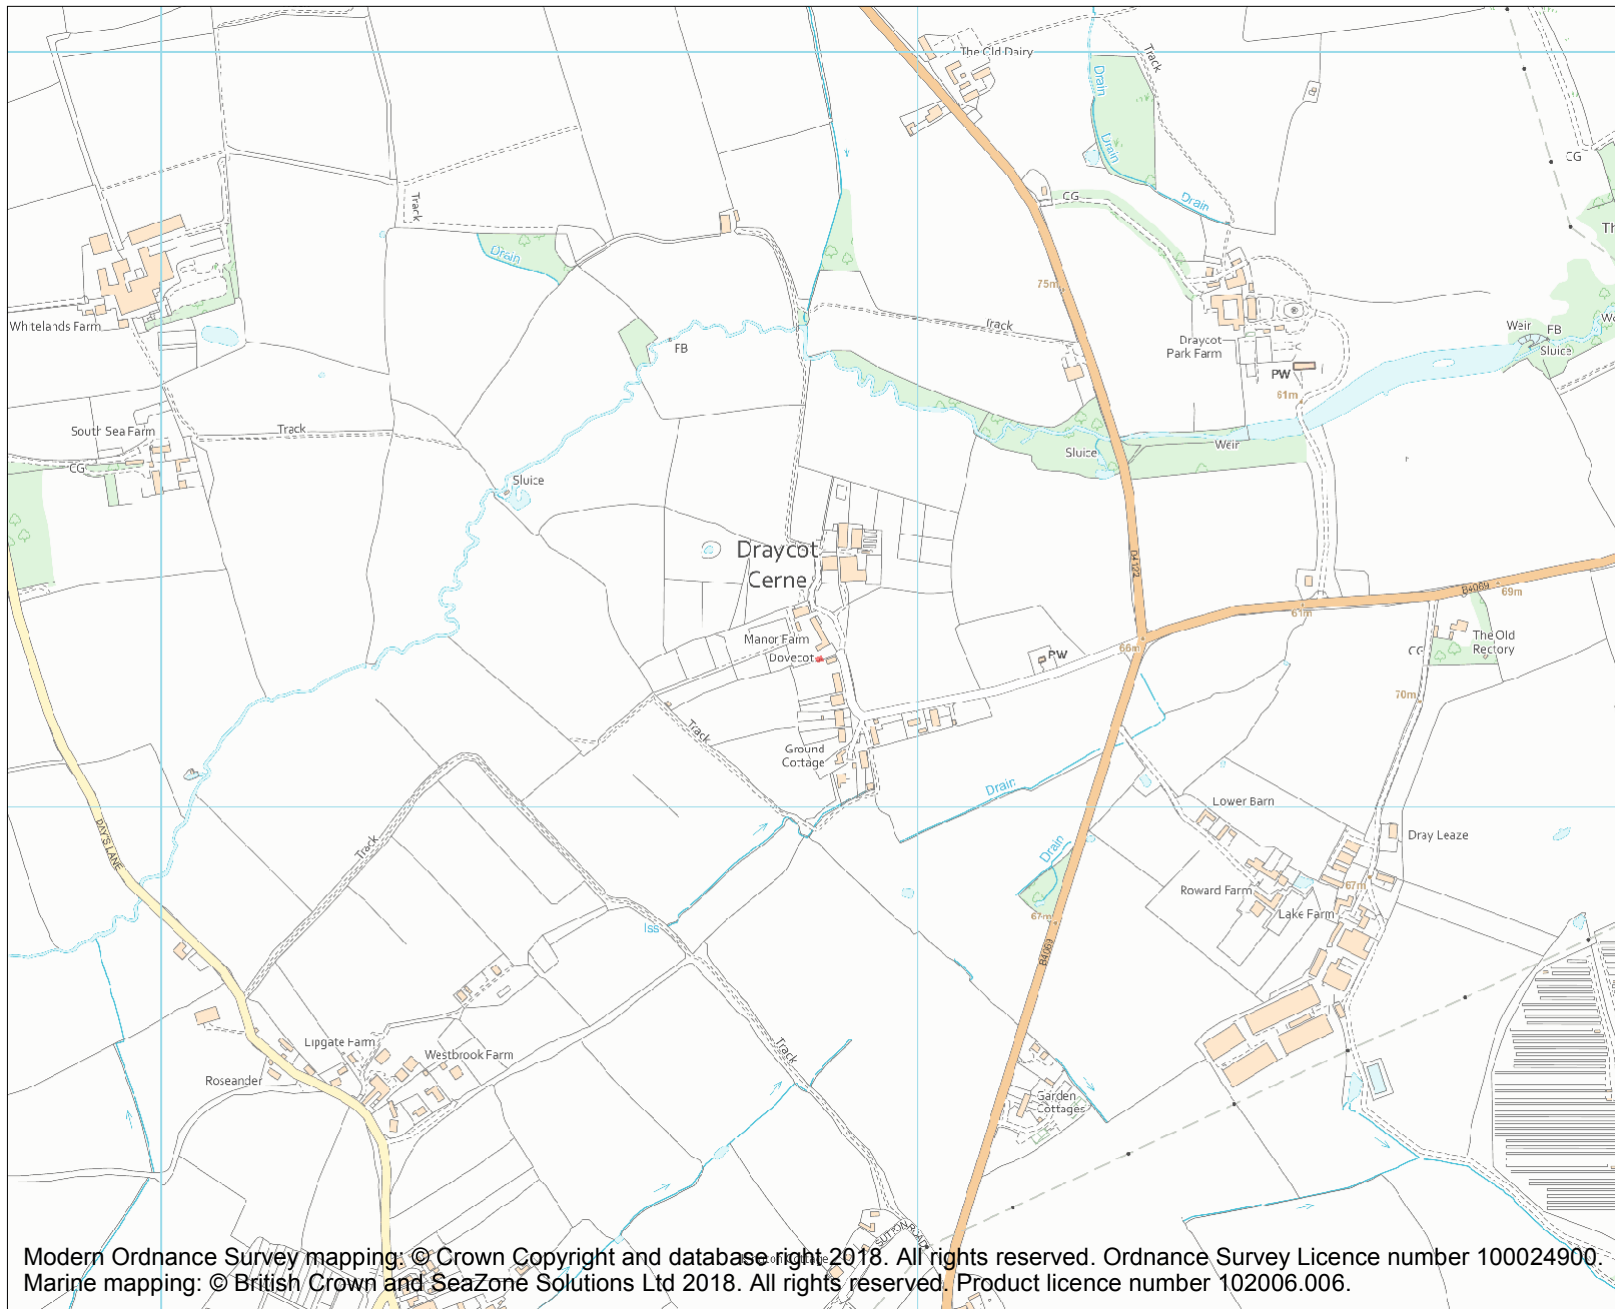 The Old Dairy
Track
Drain
Drain
Drain
CG
CG
Track
Drain
75m
Track
Whitelands Farm
Weir
FB
Sluice
Draycot
Park Farm
FB
PW
61m
South Sea Farm
Track
CG
Sluice
Weir
Sluice
Draycot
Cerne
B4122
B4069
69m
61m
Manor Farm
Dovecot
PW
66m
The Old
Rectory
CG
70m
Track
Ground
Cottage
Drain
Lower Barn
Dray Leaze
DAY'S LANE
Track
Drain
Roward Farm
67m
Lake Farm
67m
Iss
B4069
Lipgate Farm
Westbrook Farm
Roseander
Track
Garden
Cottages
SUTTON ROAD
Modern Ordnance Survey mapping: © Crown Copyright and database right 2018. All rights reserved. Ordnance Survey Licence number 100024900.
Marine mapping: © British Crown and SeaZone Solutions Ltd 2018. All rights reserved. Product licence number 102006.006.